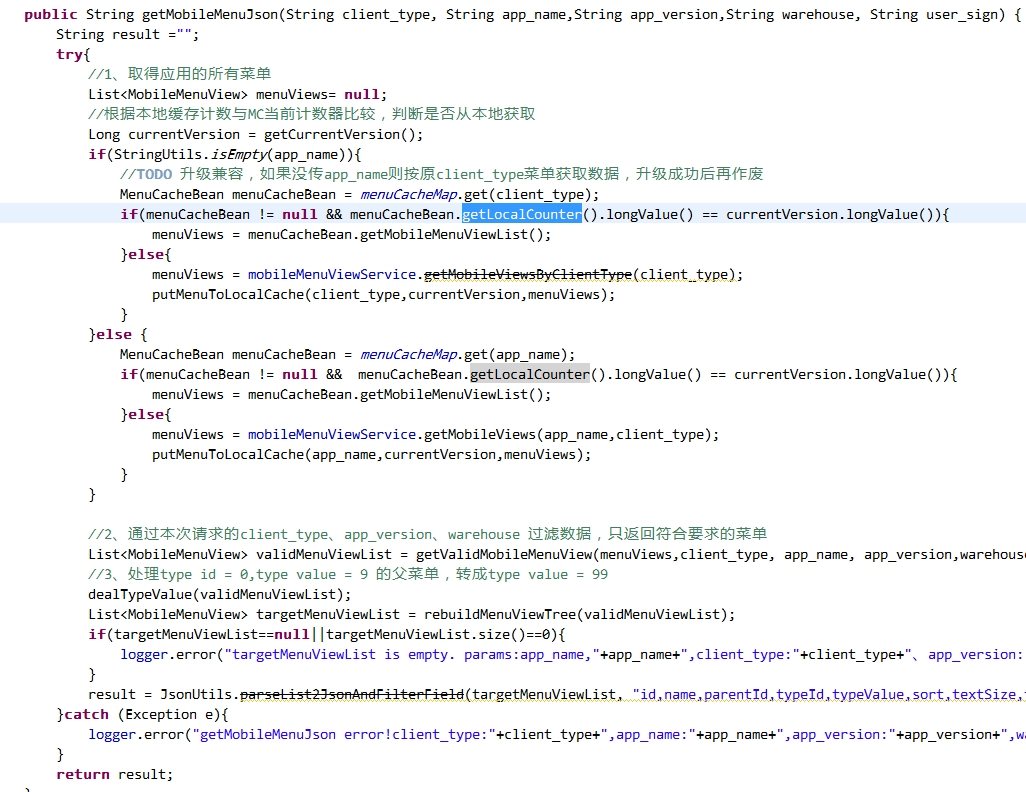 public String getMobileMenuJson(String client_type, String app_name,String app_version,String warehouse, String user_sign) {
String result ="";
try{
//1、取得应用的所有菜单
List<MobileMenuView> menuViews= null;
//根据本地缓存计数与MC当前计数器比较，判断是否从本地获取
Long currentVersion = getCurrentVersion();
if(StringUtils.isEmpty(app_name)){
//TODO 升级兼容，如果没传app_name则按原client_type菜单获取数据，升级成功后再作废
MenuCacheBean menuCacheBean = menuCacheMap.get(client_type);
if(menuCacheBean != null && menuCacheBean.getLocalCounter().longValue() == currentVersion.longValue()){
menuViews = menuCacheBean.getMobileMenuViewList();
}else{
menuViews = mobileMenuViewService.getMobileViewsByClientType(client_type);
putMenuToLocalCache(client_type,currentVersion,menuViews);
}
}else {
MenuCacheBean menuCacheBean = menuCacheMap.get(app_name);
if(menuCacheBean != null &&  menuCacheBean.getLocalCounter().longValue() == currentVersion.longValue()){
menuViews = menuCacheBean.getMobileMenuViewList();
}else{
menuViews = mobileMenuViewService.getMobileViews(app_name,client_type);
putMenuToLocalCache(app_name,currentVersion,menuViews);
}
}
//2、通过本次请求的client_type、app_version、warehouse 过滤数据，只返回符合要求的菜单
List<MobileMenuView> validMenuViewList = getValidMobileMenuView(menuViews,client_type, app_name, app_version,warehouse
//3、处理type id = 0,type value = 9 的父菜单，转成type value = 99
dealTypeValue(validMenuViewList);
List<MobileMenuView> targetMenuViewList = rebuildMenuViewTree(validMenuViewList);
if(targetMenuViewList==null||targetMenuViewList.size()==0){
logger.error("targetMenuViewList is empty. params:app_name,"+app_name+",client_type:"+client_type+"、app_version:
}
result = JsonUtils.parseList2JsonAndFilterField(targetMenuViewList, "id,name,parentId,typeId,typeValue,sort,textSize,
}catch (Exception e){
logger.error("getMobileMenuJson error!client_type:"+client_type+",app_name:"+app_name+",app_version:"+app_version+",
}
return result;